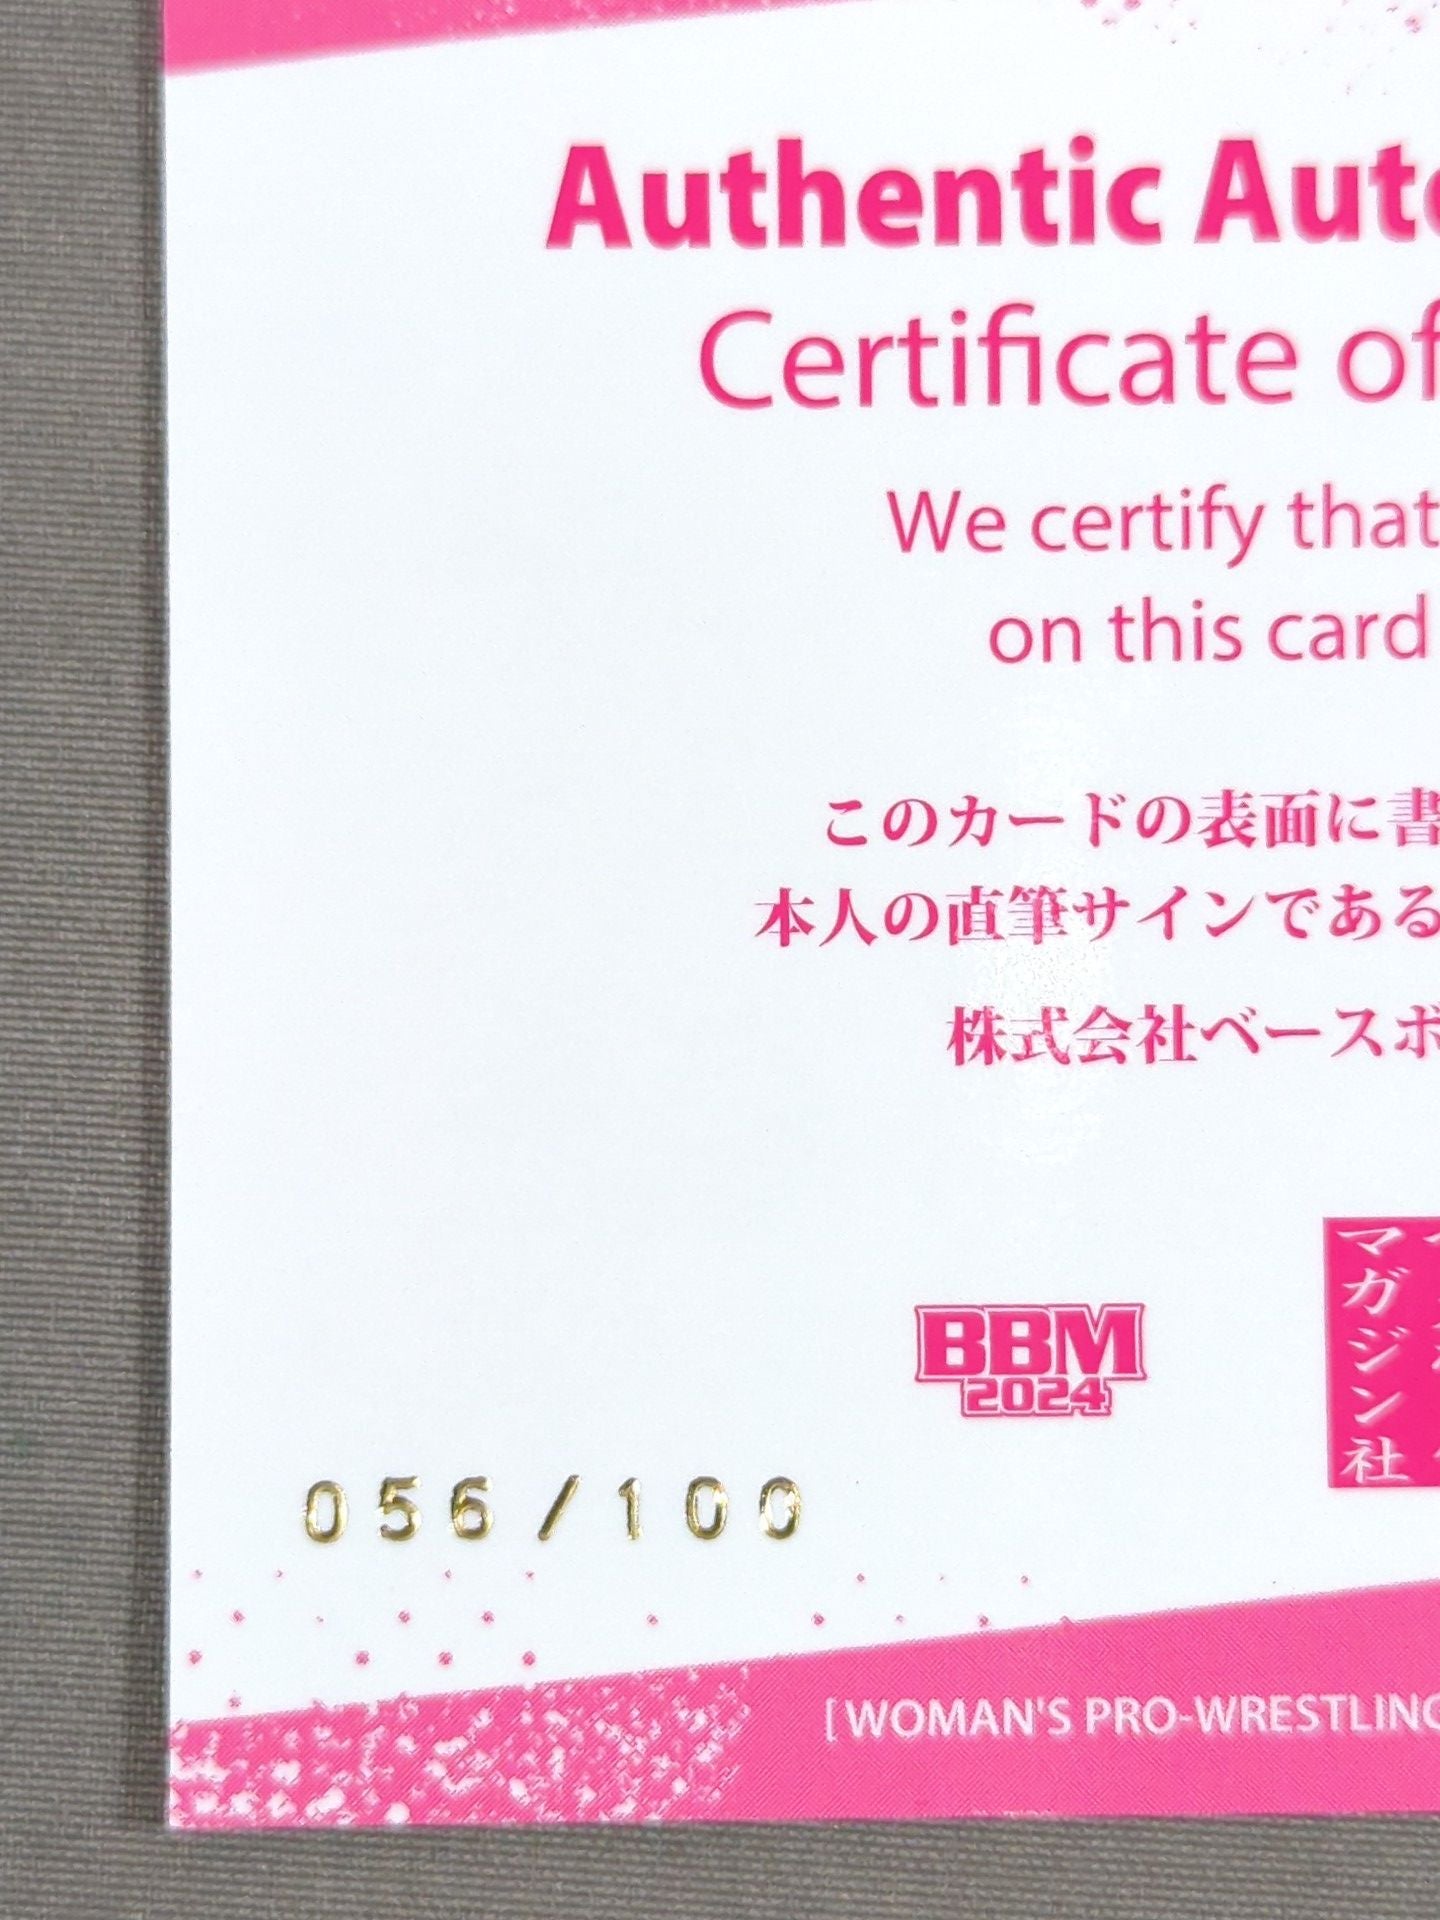 Authentic Auto
Certificate of
We certify that
on this card
このカードの表面に書
本人の直筆サインである
株式会社ベースボ
マガジン社
BBM
2024
056/100
[WOMAN'S PRO-WRESTLING